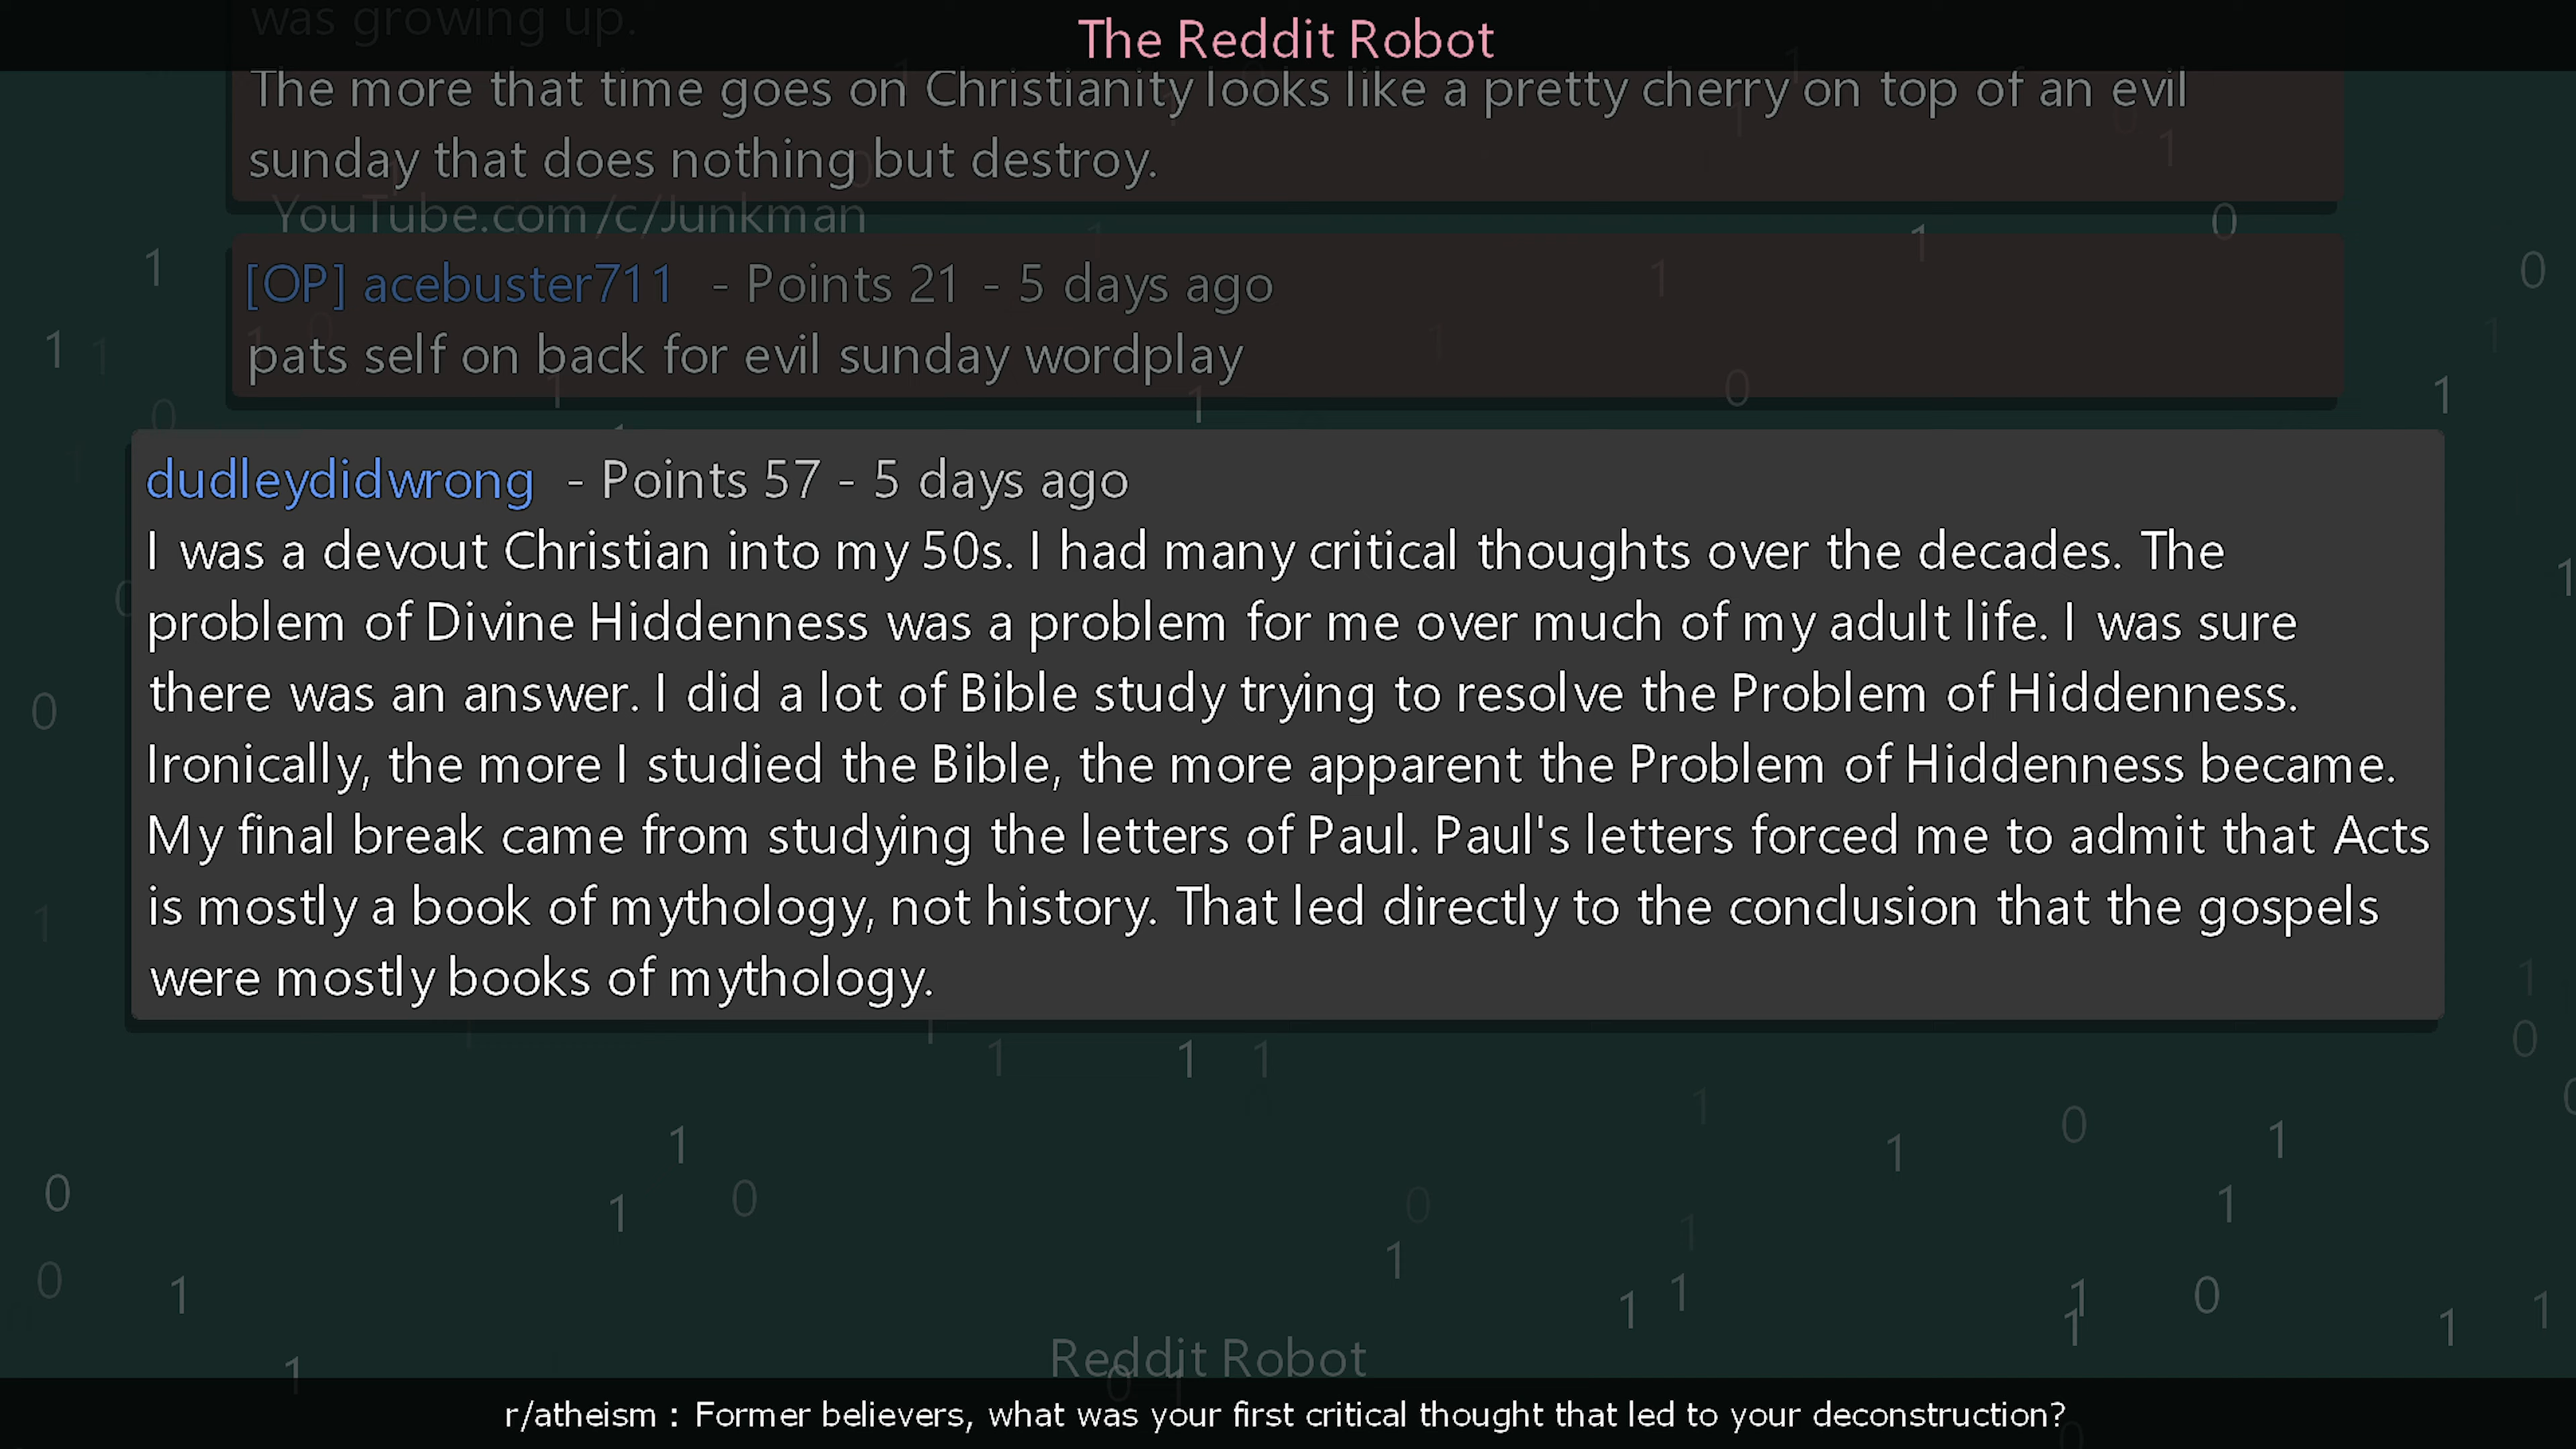 was growing up.
The Reddit Robot
The more that time goes on Christianity looks like a pretty cherry on top of an evil
sunday that does nothing but destroy.
YouTube.com/c/Junkman
[OP] acebuster711 - Points 21 - 5 days ago
pats self on back for evil sunday wordplay
dudleydidwrong - Points 57 - 5 days ago
I was a devout Christian into my 50s. I had many critical thoughts over the decades. The
problem of Divine Hiddenness was a problem for me over much of my adult life. I was sure
there was an answer. I did a lot of Bible study trying to resolve the Problem of Hiddenness.
Ironically, the more I studied the Bible, the more apparent the Problem of Hiddenness became.
My final break came from studying the letters of Paul. Paul's letters forced me to admit that Acts
is mostly a book of mythology, not history. That led directly to the conclusion that the gospels
were mostly books of mythology.
Reddit Robot
r/atheism : Former believers, what was your first critical thought that led to your deconstruction?